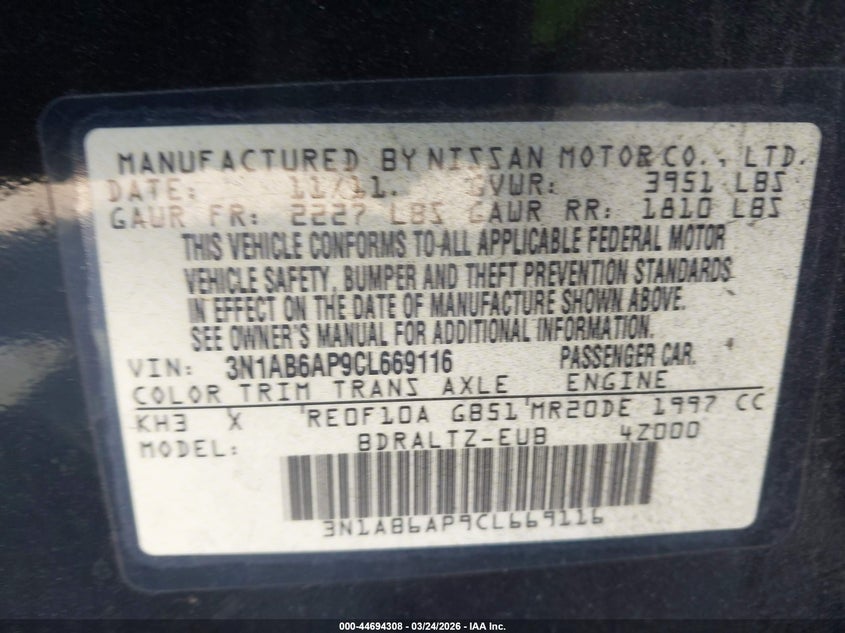 MANUFACTURED BY NISSAN MOTOR CO., LTD.
DATE: 11/11. GVWR: 3951 LBS
GAWR FR: 2227 LBS GAWR RR: 1810 LBS
THIS VEHICLE CONFORMS TO ALL APPLICABLE FEDERAL MOTOR
VEHICLE SAFETY, BUMPER AND THEFT PREVENTION STANDARDS
IN EFFECT ON THE DATE OF MANUFACTURE SHOWN ABOVE.
SEE OWNER'S MANUAL FOR ADDITIONAL INFORMATION.
VIN: 3N1AB6AP9CL669116 PASSENGER CAR.
COLOR TRIM TRANS AXLE ENGINE
KH3 X RE0F10A GB51 MR20DE 1997 CC
MODEL: BDRALTZ-EUB 4Z000
3N1AB6AP9CL669116
000-44694308 - 03/24/2026 - IAA Inc.